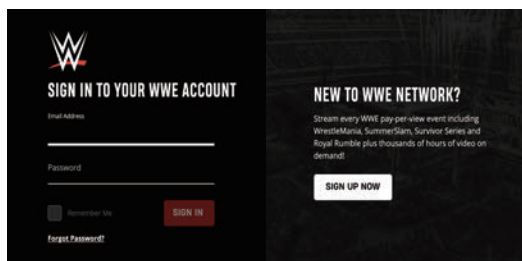 SIGN IN TO YOUR WWE ACCOUNT
Email Address
Password
Remember Me
SIGN IN
Forgot Password?
NEW TO WWE NETWORK?
Stream every WWE pay-per-view event including
WrestleMania, SummerSlam, Survivor Series and
Royal Rumble plus thousands of hours of video on
demand!
SIGN UP NOW